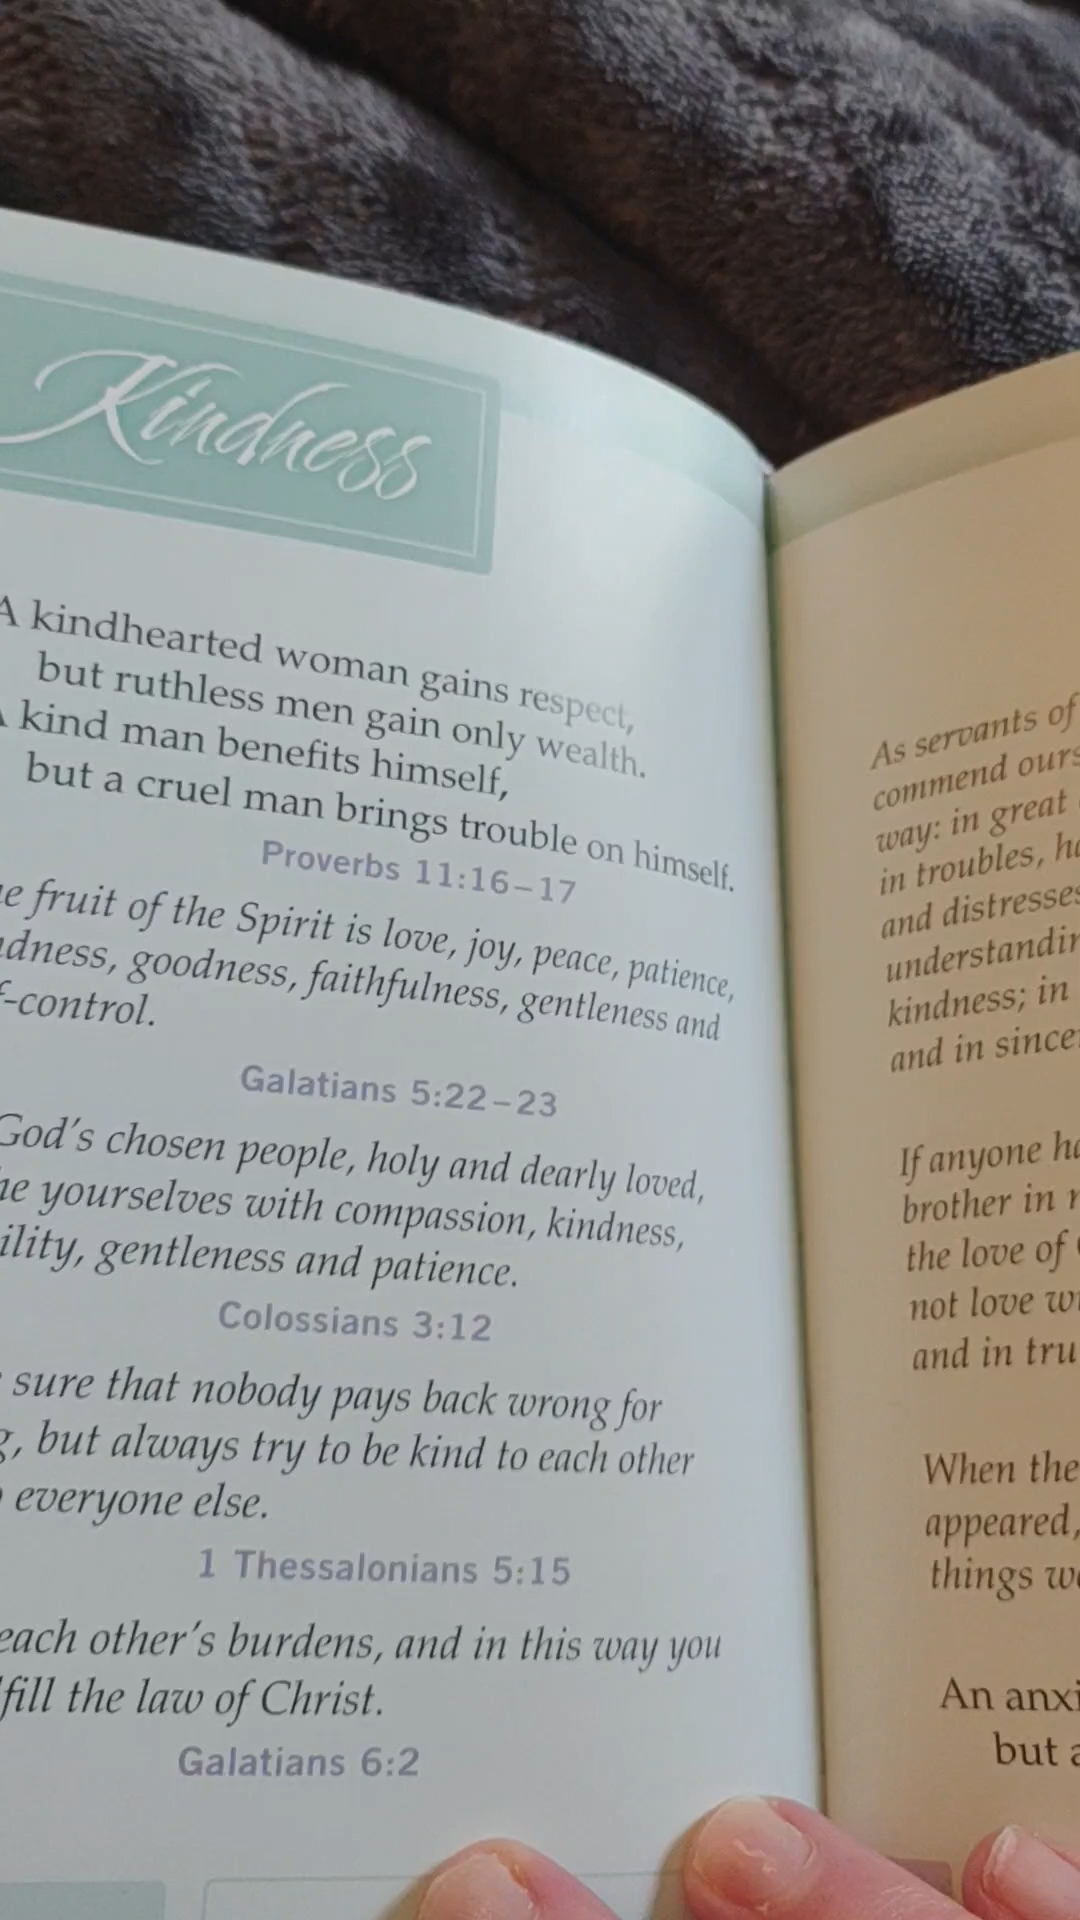 Kindness
A kindhearted woman gains respect,
but ruthless men gain only wealth.
A kind man benefits himself,
but a cruel man brings trouble on himself.
Proverbs 11:16–17
fruit of the Spirit is love, joy, peace, patience,
goodness, faithfulness, gentleness and
-control.
Galatians 5:22–23
God's chosen people, holy and dearly loved,
yourselves with compassion, kindness,
gentleness and patience.
Colossians 3:12
sure that nobody pays back wrong for
but always try to be kind to each other
everyone else.
1 Thessalonians 5:15
each other's burdens, and in this way you
fill the law of Christ.
Galatians 6:2
As servants of
commend ours
way: in great
in troubles, ha
and distresses
understandin
kindness; in
and in since
If anyone ha
brother in
the love of
not love wi
and in tru
When the
appeared,
things we
An anxi
but a